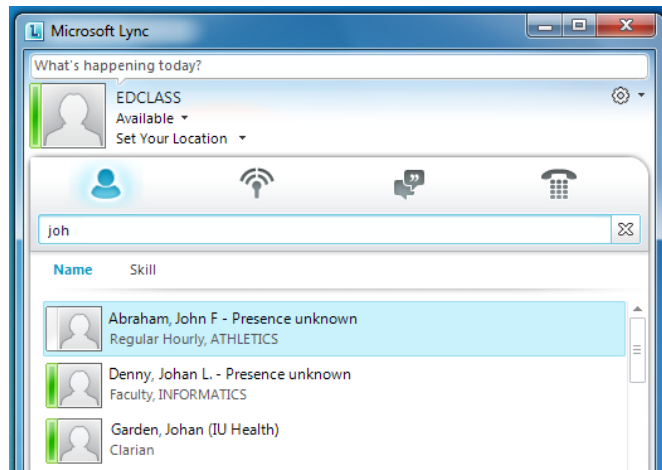 Microsoft Lync
What's happening today?
EDCLASS
Available
Set Your Location
joh
Name Skill
Abraham, John F - Presence unknown
Regular Hourly, ATHLETICS
Denny, Johan L. - Presence unknown
Faculty, INFORMATICS
Garden, Johan (IU Health)
Clarian